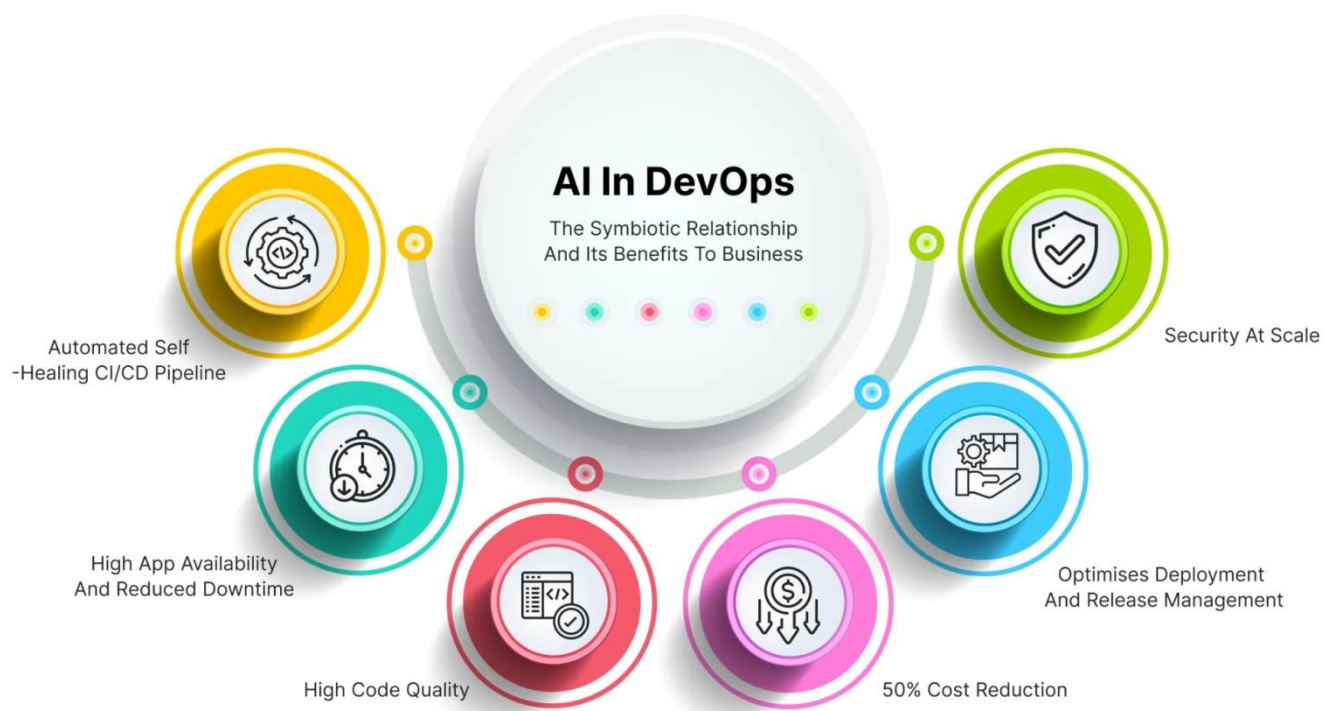 AI In DevOps
The Symbiotic Relationship
And Its Benefits To Business
Automated Self
-Healing CI/CD Pipeline
High App Availability
And Reduced Downtime
High Code Quality
50% Cost Reduction
Optimises Deployment
And Release Management
Security At Scale